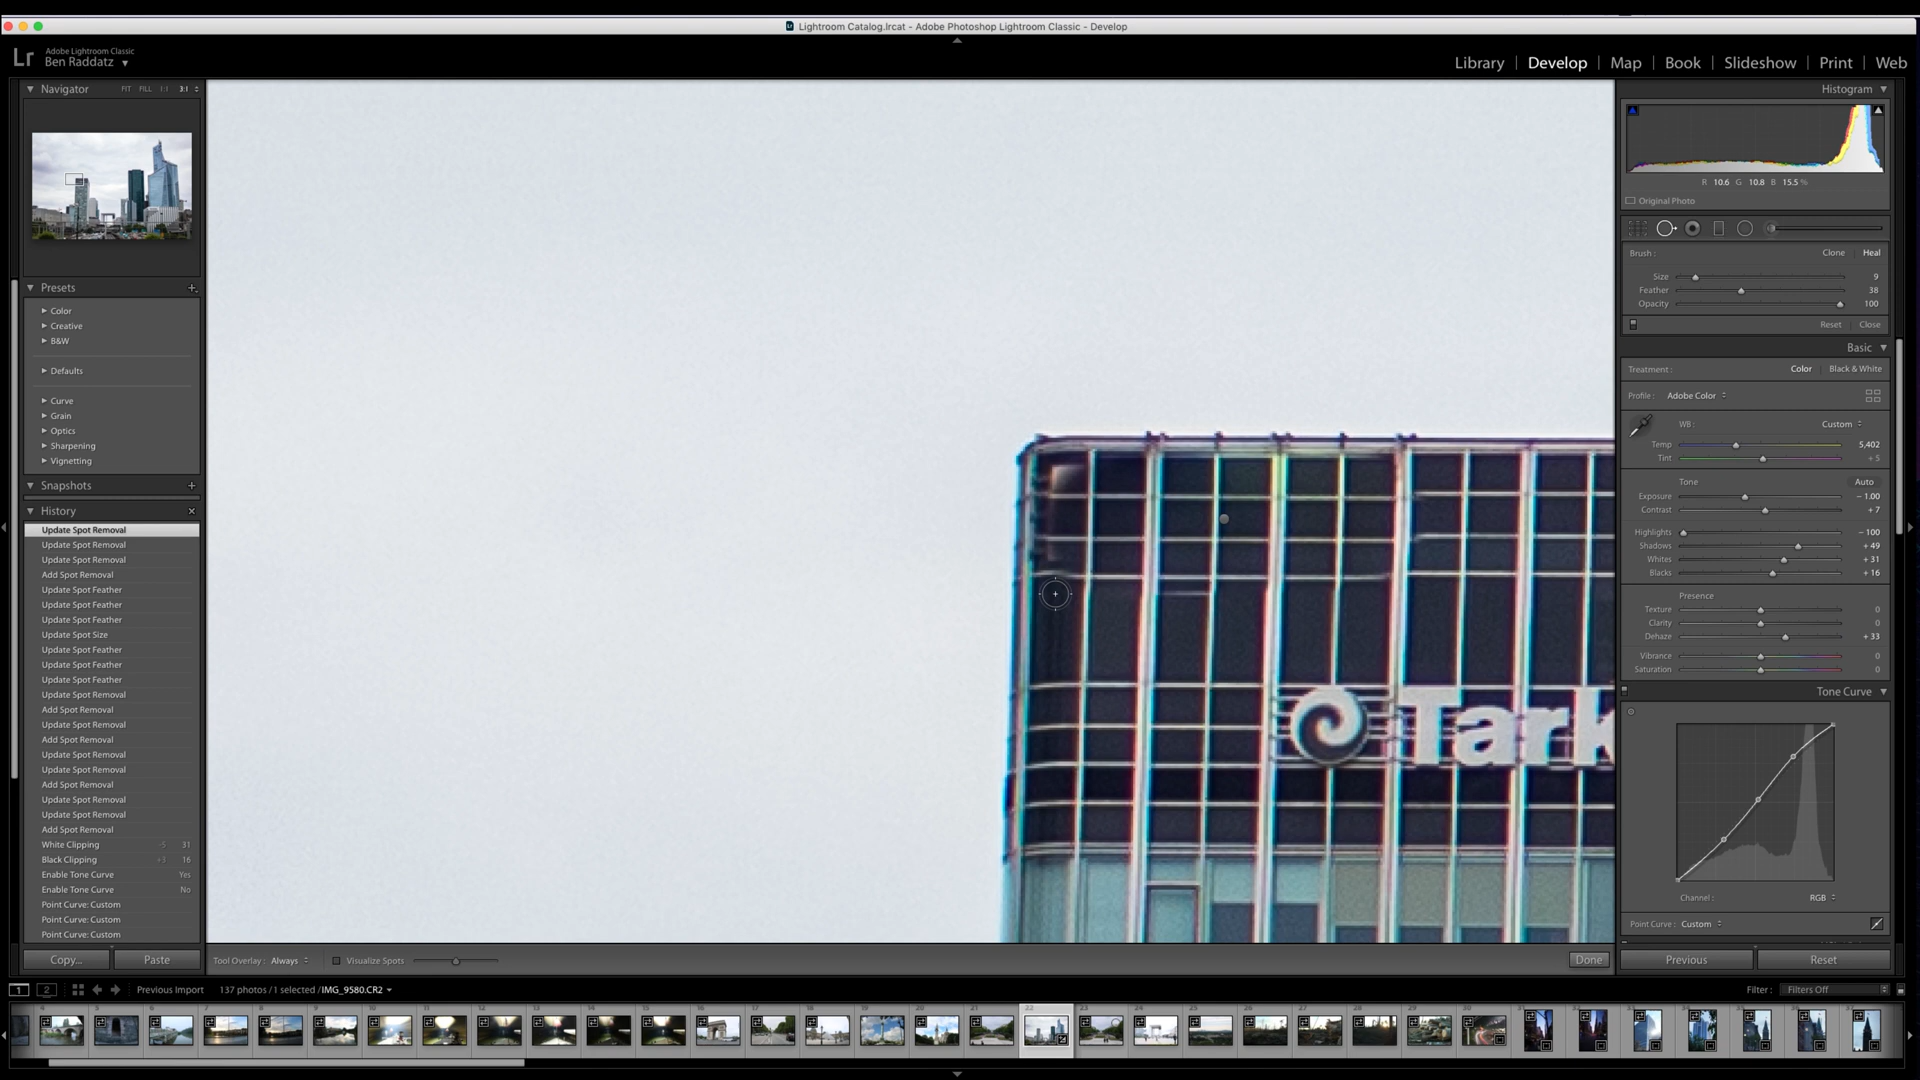 Lightroom Catalog.lrcat - Adobe Photoshop Lightroom Classic - Develop
Lr
Adobe Lightroom Classic
Ben Raddatz
Library | Develop | Map | Book | Slideshow | Print | Web
Navigator FIT FILL 1:1 3:1
Presets +
Color
Creative
B&W
Defaults
Curve
Grain
Optics
Sharpening
Vignetting
Snapshots +
History ×
Update Spot Removal
Update Spot Removal
Update Spot Removal
Add Spot Removal
Update Spot Feather
Update Spot Feather
Update Spot Feather
Update Spot Size
Update Spot Feather
Update Spot Feather
Update Spot Feather
Update Spot Removal
Add Spot Removal
Update Spot Removal
Add Spot Removal
Update Spot Removal
Update Spot Removal
Add Spot Removal
Update Spot Removal
Update Spot Removal
Add Spot Removal
White Clipping -5 31
Black Clipping +3 16
Enable Tone Curve Yes
Enable Tone Curve No
Point Curve: Custom
Point Curve: Custom
Point Curve: Custom
Copy... Paste
Tark
Tool Overlay : Always Visualize Spots Done
Histogram
R 10.6 G 10.8 B 15.5 %
Original Photo
Brush : Clone Heal
Size 9
Feather 38
Opacity 100
Reset Close
Basic
Treatment : Color | Black & White
Profile : Adobe Color
WB : Custom
Temp 5,402
Tint + 5
Tone Auto
Exposure − 1.00
Contrast + 7
Highlights − 100
Shadows + 49
Whites + 31
Blacks + 16
Presence
Texture 0
Clarity 0
Dehaze + 33
Vibrance 0
Saturation 0
Tone Curve
Channel : RGB
Point Curve : Custom
Previous Reset
1 2 Previous Import 137 photos / 1 selected / IMG_9580.CR2 Filter : Filters Off